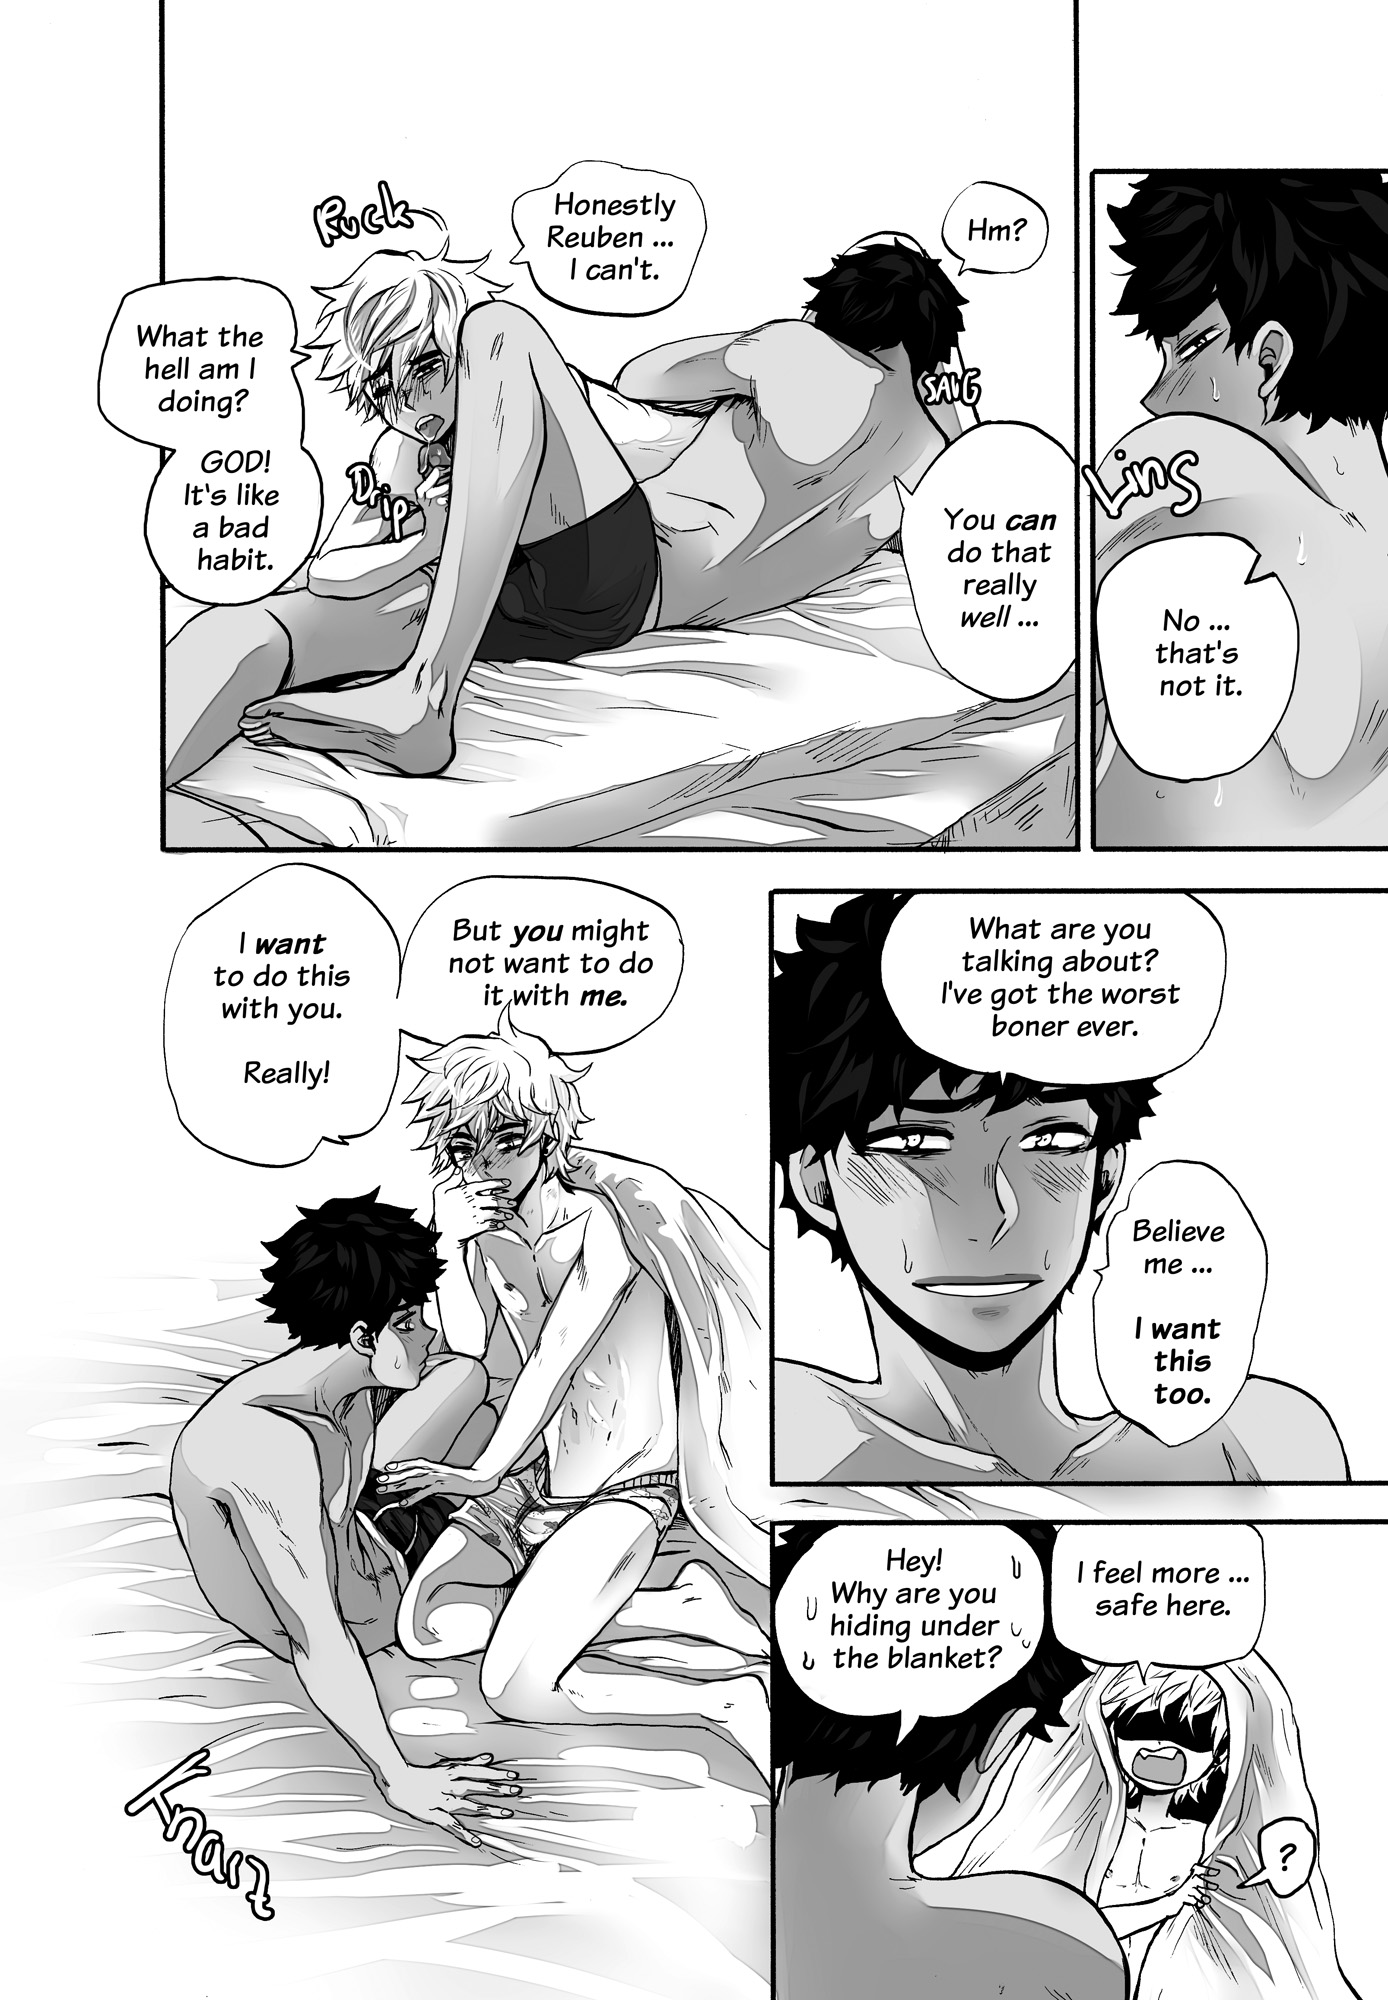 Ruck
Honestly
Reuben ...
I can't.
Hm?
What the
hell am I
doing?
GOD!
It's like
a bad
habit.
Drip
SAUG
You can
do that
really
well ...
Lins
No ...
that's
not it.
I want
to do this
with you.
Really!
But you might
not want to do
it with me.
What are you
talking about?
I've got the worst
boner ever.
Believe
me ...
I want
this
too.
Knarz
Hey!
Why are you
hiding under
the blanket?
I feel more ...
safe here.
?